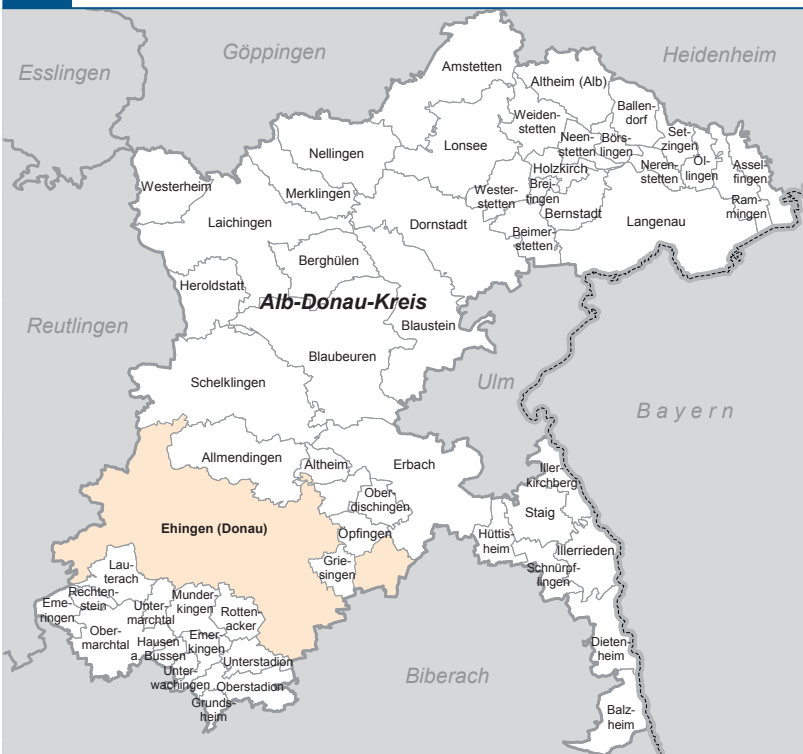 Esslingen
Göppingen
Heidenheim
Amstetten
Altheim (Alb)
Ballen-
dorf
Weiden-
stetten
Lonsee
Neen-
stetten
Börs-
lingen
Set-
zingen
Neren-
stetten
Öl-
lingen
Assel-
fingen
Nellingen
Holzkirch
Westerheim
Merklingen
Wester-
stetten
Brei-
tingen
Bernstadt
Ram-
mingen
Laichingen
Dornstadt
Langenau
Beimer-
stetten
Berghülen
Heroldstatt
Alb-Donau-Kreis
Reutlingen
Blaustein
Blaubeuren
Schelklingen
Ulm
Bayern
Allmendingen
Altheim
Erbach
Iller-
kirchberg
Ober-
dischingen
Staig
Ehingen (Donau)
Öpfingen
Hüttis-
heim
Illerrieden
Grie-
singen
Schnürpf-
lingen
Lau-
terach
Rechten-
stein
Eme-
ringen
Unter-
marchtal
Munder-
kingen
Rotten-
acker
Ober-
marchtal
Hausen
a. Bussen
Emer-
kingen
Unterstadion
Unter-
wachingen
Oberstadion
Grunds-
heim
Dieten-
heim
Biberach
Balz-
heim